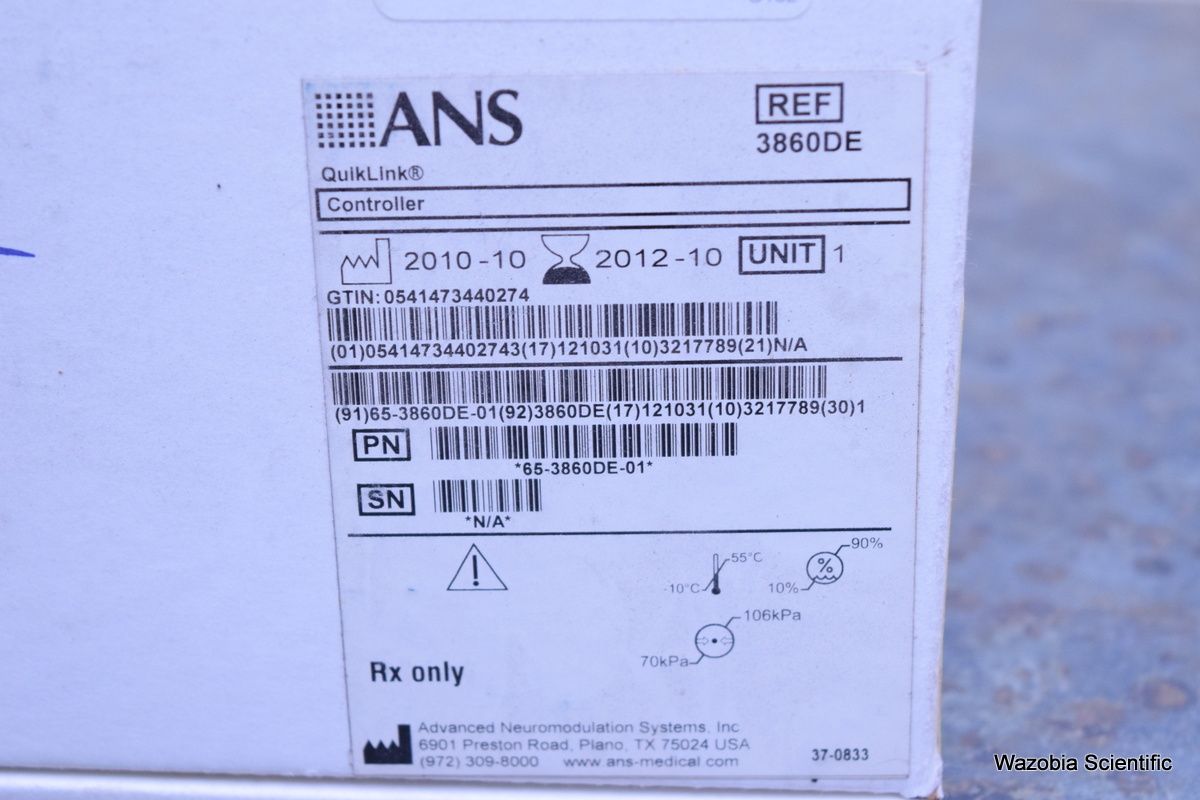 ANS
REF
3860DE
QuikLink®
Controller
2010-10 2012-10 UNIT 1
GTIN: 0541473440274
(01)05414734402743(17)121031(10)3217789(21)N/A
(91)65-3860DE-01(92)3860DE(17)121031(10)3217789(30)1
PN
*65-3860DE-01*
SN
*N/A*
-10°C 55°C
10% % 90%
70kPa 106kPa
Rx only
Advanced Neuromodulation Systems, Inc
6901 Preston Road, Plano, TX 75024 USA
(972) 309-8000 www.ans-medical.com
37-0833
Wazobia Scientific